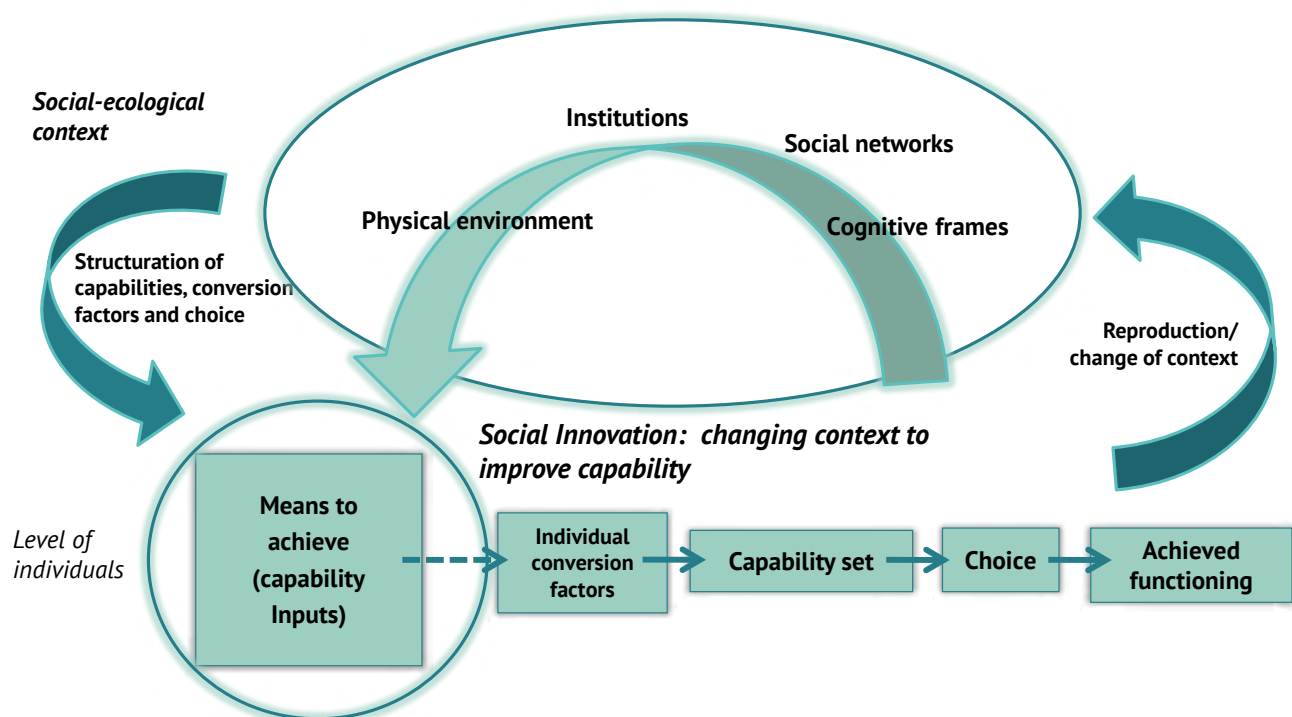 Social-ecological
context
Institutions
Social networks
Physical environment
Cognitive frames
Structuration of
capabilities, conversion
factors and choice
Reproduction/
change of context
Social Innovation: changing context to
improve capability
Level of
individuals
Means to
achieve
(capability
Inputs)
Individual
conversion
factors
Capability set
Choice
Achieved
functioning